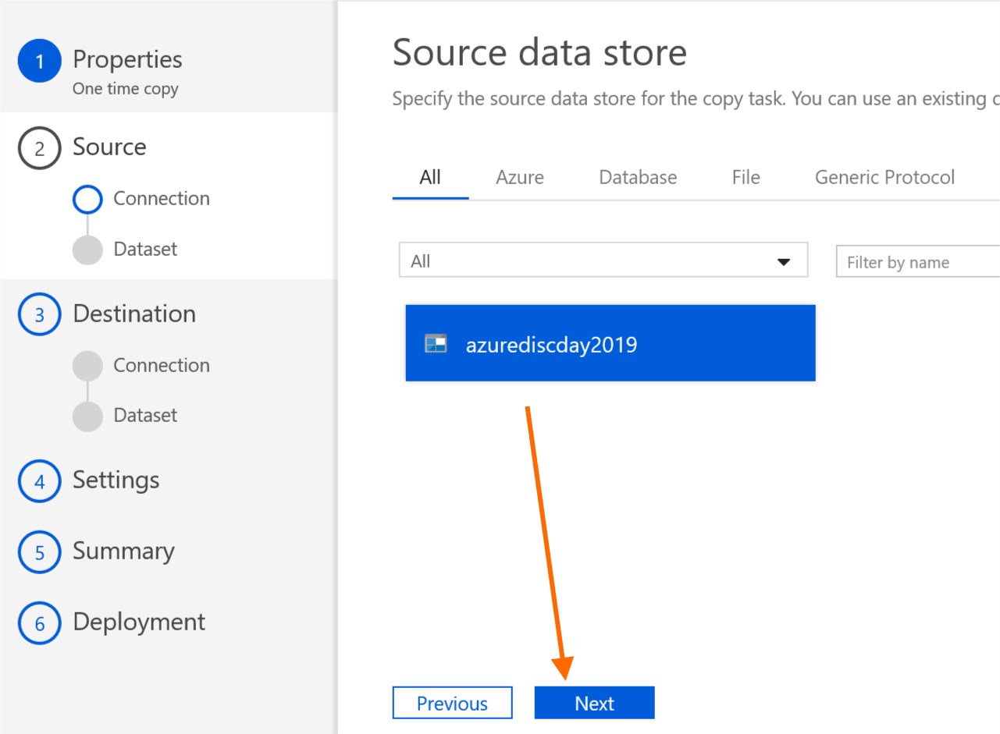 1 Properties
One time copy
2 Source
Connection
Dataset
3 Destination
Connection
Dataset
4 Settings
5 Summary
6 Deployment
Source data store
Specify the source data store for the copy task. You can use an existing
All Azure Database File Generic Protocol
All Filter by name
azurediscday2019
Previous Next